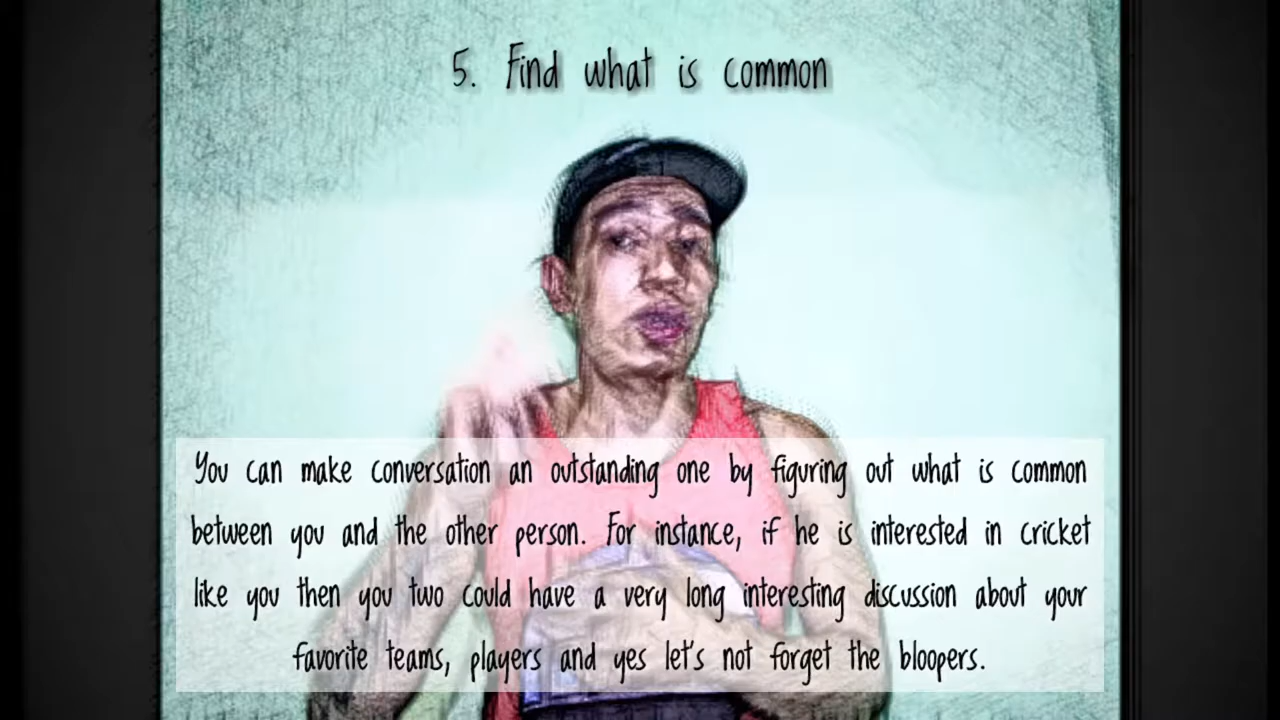 5. Find what is common
You can make conversation an outstanding one by figuring out what is common
between you and the other person. For instance, if he is interested in cricket
like you then you two could have a very long interesting discussion about your
favorite teams, players and yes let's not forget the bloopers.